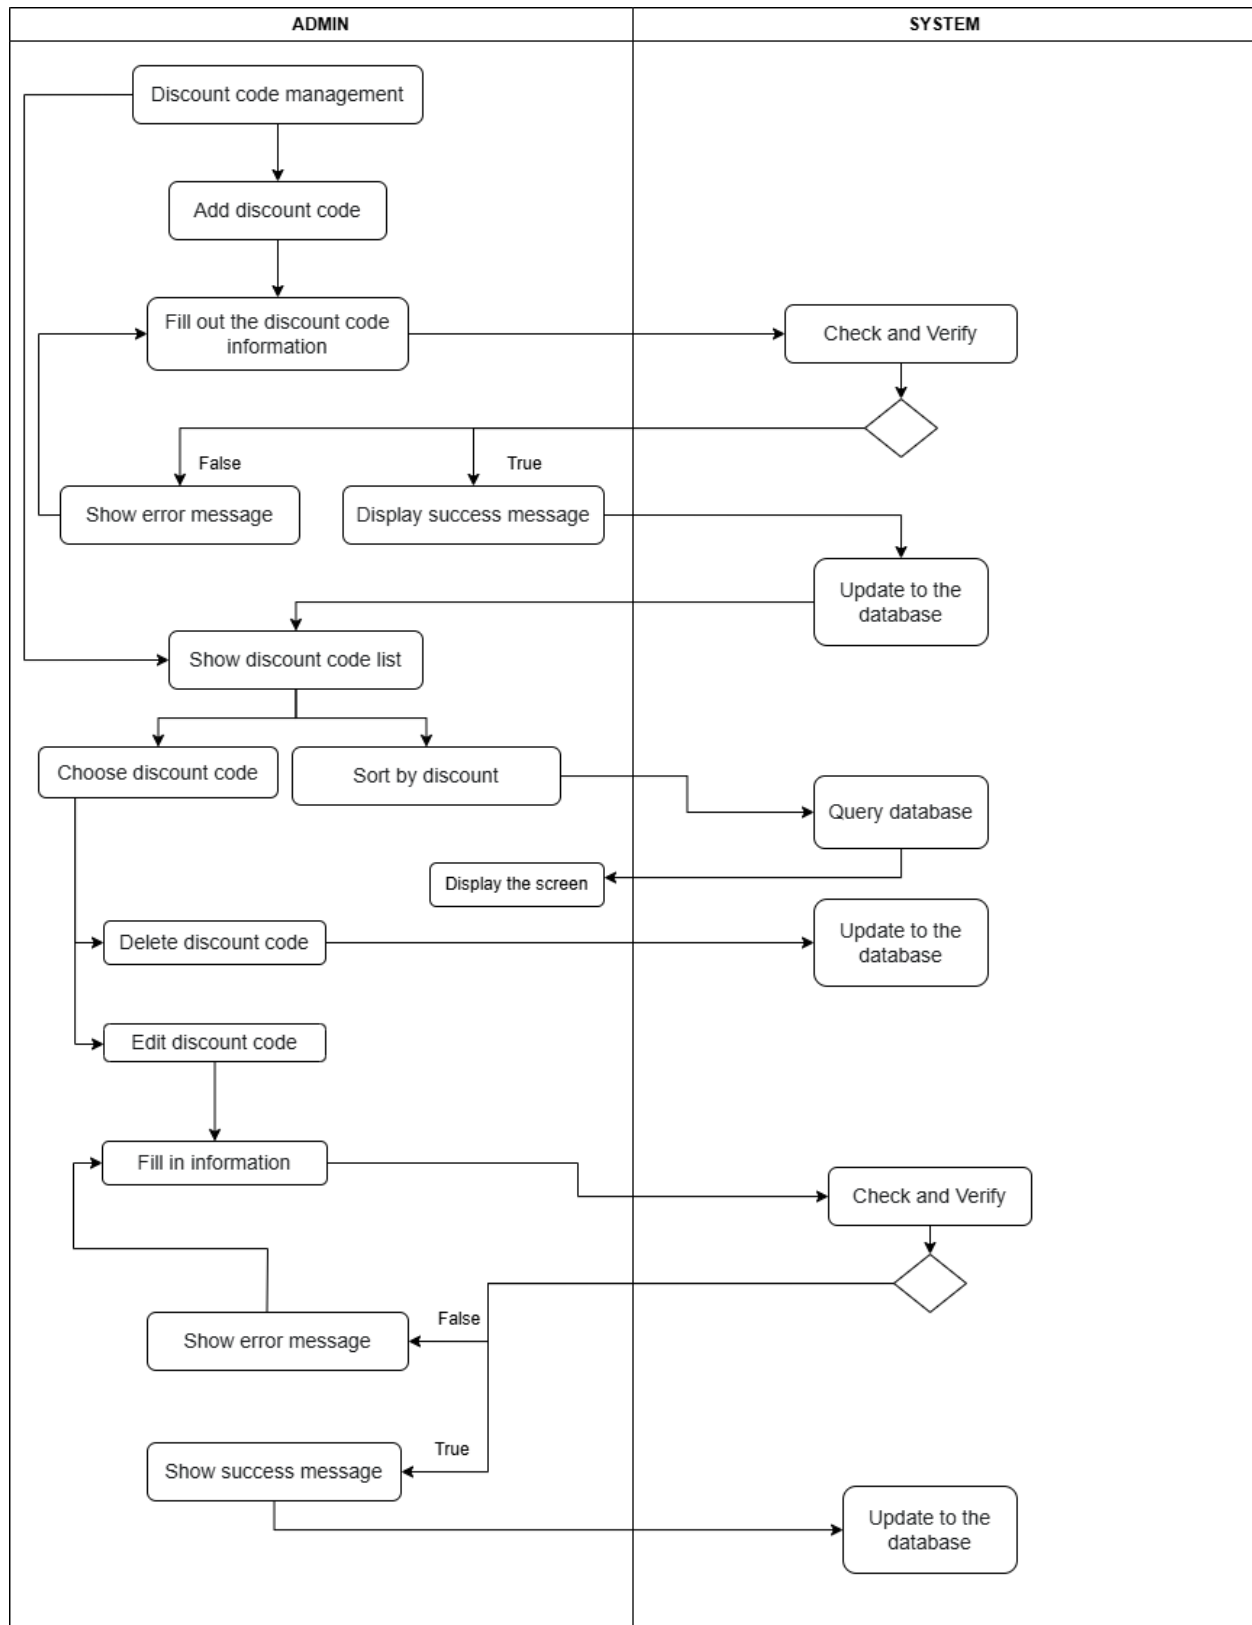 ADMIN
SYSTEM
Discount code management
Add discount code
Fill out the discount code
information
Check and Verify
False
True
Show error message
Display success message
Update to the
database
Show discount code list
Choose discount code
Sort by discount
Query database
Display the screen
Delete discount code
Update to the
database
Edit discount code
Fill in information
Check and Verify
False
Show error message
True
Show success message
Update to the
database